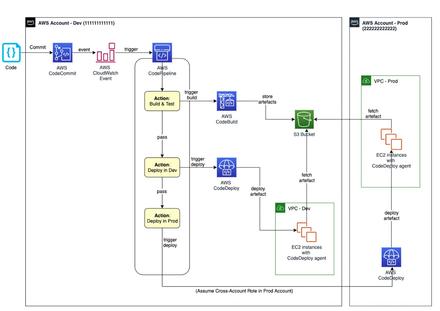 AWS Account - Dev (111111111111)
AWS Account - Prod
(222222222222)
Commit
event
trigger
Code
AWS
CodeCommit
AWS
CloudWatch
Event
AWS
CodePipeline
VPC - Prod
Action:
Build & Test
trigger
build
AWS
CodeBuild
store
artefacts
S3 Bucket
fetch
artefact
EC2 instances
with
CodeDeploy agent
pass
Action:
Deploy in Dev
trigger
deploy
AWS
CodeDeploy
fetch
artefact
deploy
artefact
pass
VPC - Dev
Action:
Deploy in Prod
EC2 instances
with
CodeDeploy agent
deploy
artefact
trigger
deploy
AWS
CodeDeploy
(Assume Cross-Account Role in Prod Account)